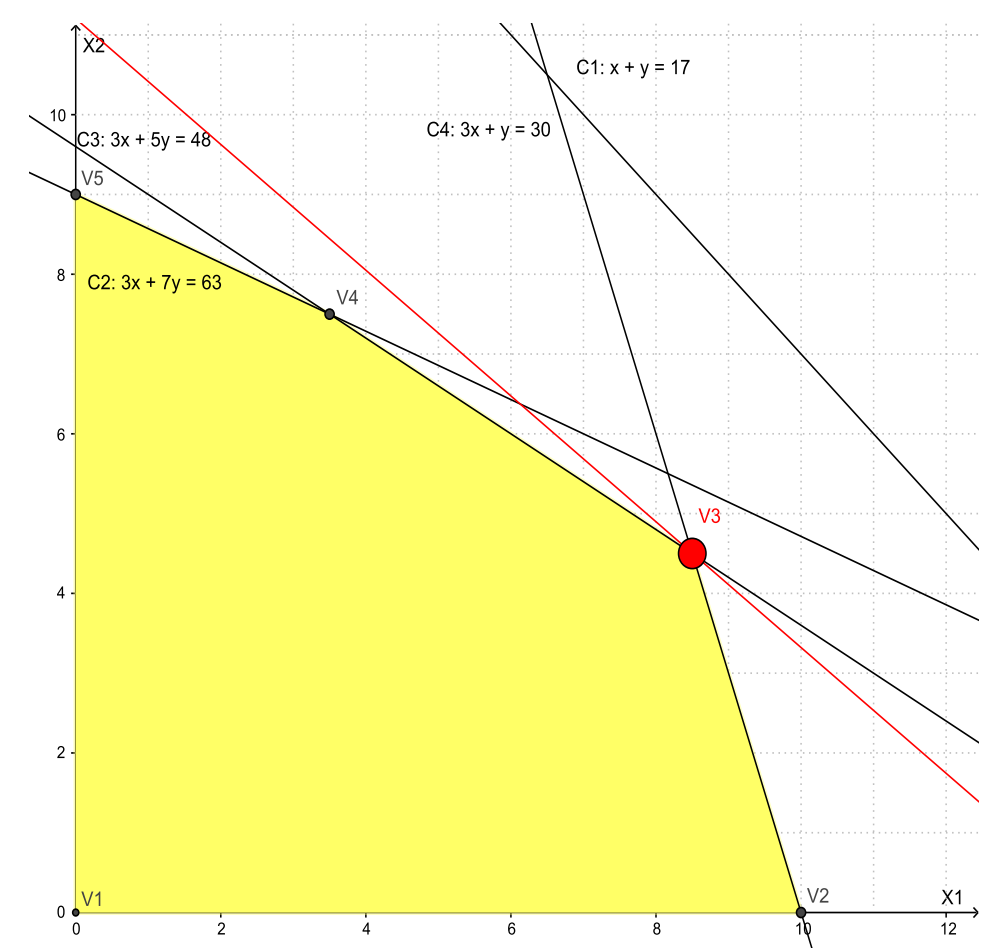 X2
C1: x + y = 17
10
C4: 3x + y = 30
C3: 3x + 5y = 48
V5
8
C2: 3x + 7y = 63
V4
6
V3
4
2
V1
V2
X1
0
0
2
4
6
8
10
12